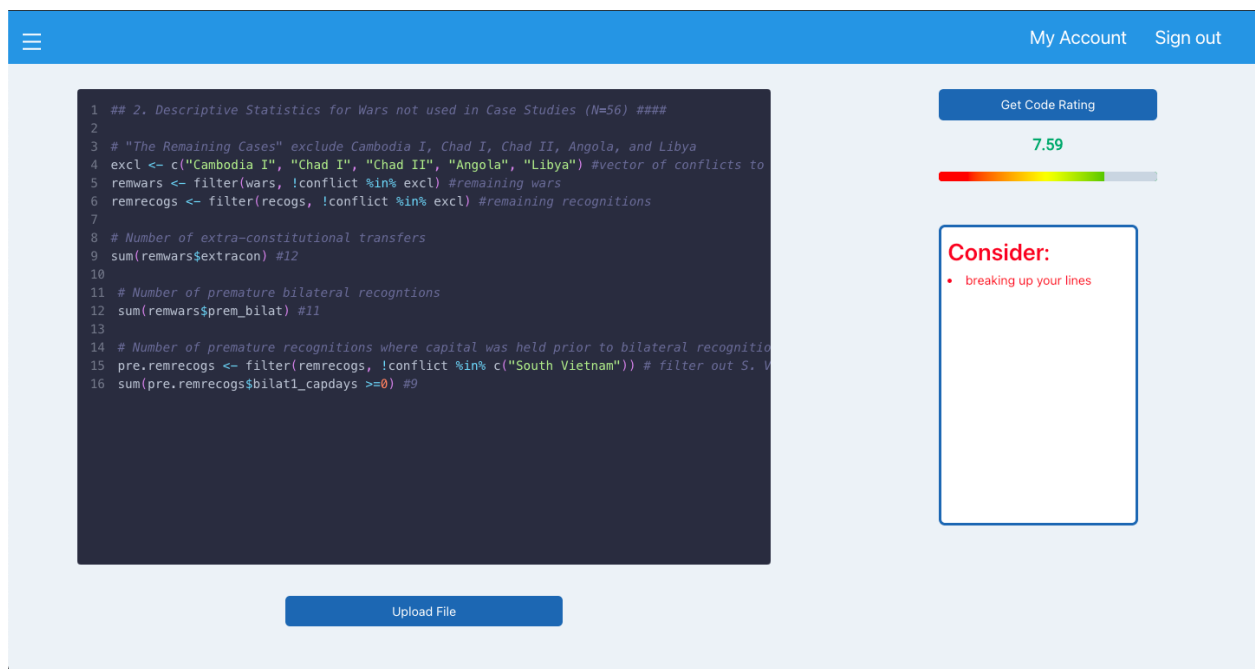 My Account Sign out
1 ## 2. Descriptive Statistics for Wars not used in Case Studies (N=56) ####
2
3 # "The Remaining Cases" exclude Cambodia I, Chad I, Chad II, Angola, and Libya
4 excl <- c("Cambodia I", "Chad I", "Chad II", "Angola", "Libya") #vector of conflicts to
5 remwars <- filter(wars, !conflict %in% excl) #remaining wars
6 remrecogs <- filter(recogs, !conflict %in% excl) #remaining recognitions
7
8 # Number of extra-constitutional transfers
9 sum(remwars$extracon) #12
10
11 # Number of premature bilateral recogntions
12 sum(remwars$prem_bilat) #11
13
14 # Number of premature recognitions where capital was held prior to bilateral recognitio
15 pre.remrecogs <- filter(remrecogs, !conflict %in% c("South Vietnam")) # filter out S. V
16 sum(pre.remrecogs$bilat1_capdays >=0) #9
Upload File
Get Code Rating
7.59
Consider:
• breaking up your lines